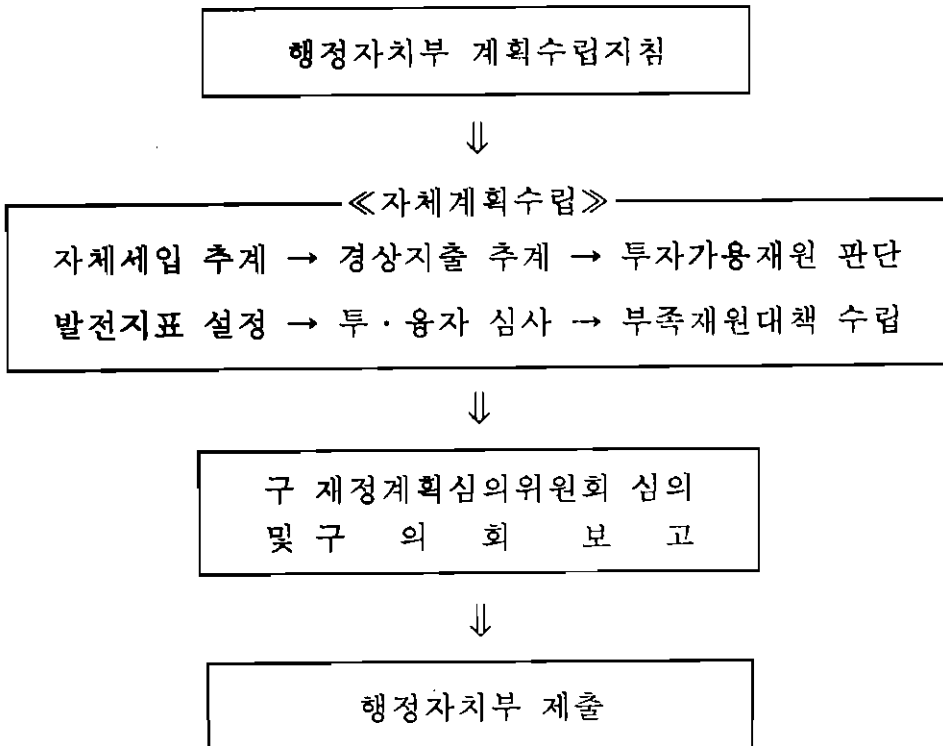 행정자치부 계획수립지침
⇓
≪자체계획수립≫
자체세입 추계 → 경상지출 추계 → 투자가용재원 판단
발전지표 설정 → 투·융자 심사 → 부족재원대책 수립
⇓
구 재정계획심의위원회 심의
및 구 의 회 보 고
⇓
행정자치부 제출